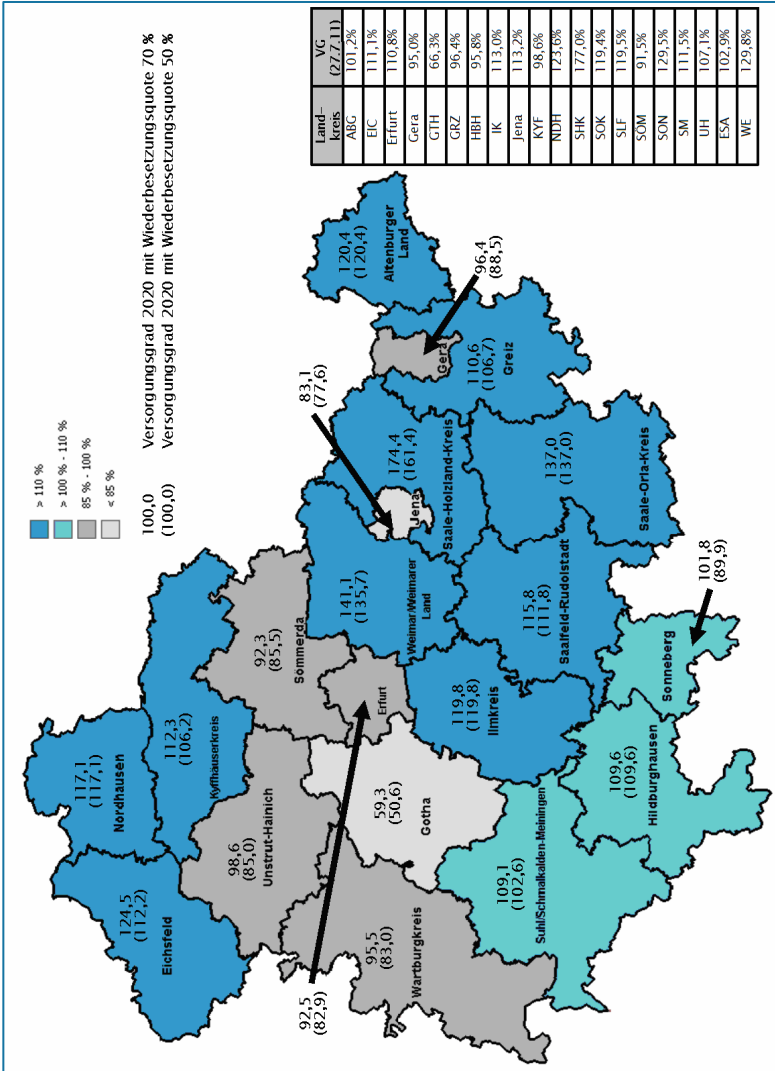 > 110 %
> 100 % - 110 %
85 % - 100 %
< 85 %
100,0 Versorgungsgrad 2020 mit Wiederbesetzungsquote 70 %
(100,0) Versorgungsgrad 2020 mit Wiederbesetzungsquote 50 %
117,1
(117,1)
Nordhausen
124,5
(112,2)
Eichsfeld
112,3
(106,2)
Kyffhäuserkreis
98,6
(85,0)
Unstrut-Hainich
92,3
(85,5)
Sömmerda
92,5
(82,9)
Erfurt
95,5
(83,0)
Wartburgkreis
59,3
(50,6)
Gotha
141,1
(135,7)
Weimar/Weimarer
Land
83,1
(77,6)
Jena
174,4
(161,4)
Saale-Holzland-Kreis
96,4
(88,5)
Gera
120,4
(120,4)
Altenburger
Land
110,6
(106,7)
Greiz
119,8
(119,8)
Ilmkreis
115,8
(111,8)
Saalfeld-Rudolstadt
137,0
(137,0)
Saale-Orla-Kreis
109,1
(102,6)
Suhl/Schmalkalden-Meiningen
109,6
(109,6)
Hildburghausen
Sonneberg
101,8
(89,9)
Land– VG
kreis (27.7.11)
ABG 101,2%
EIC 111,1%
Erfurt 110,8%
Gera 95,0%
GTH 66,3%
GRZ 96,4%
HBH 95,8%
IK 113,0%
Jena 113,2%
KYF 98,6%
NDH 123,6%
SHK 177,0%
SOK 119,4%
SLF 119,5%
SÖM 91,5%
SON 129,5%
SM 111,5%
UH 107,1%
ESA 102,9%
WE 129,8%